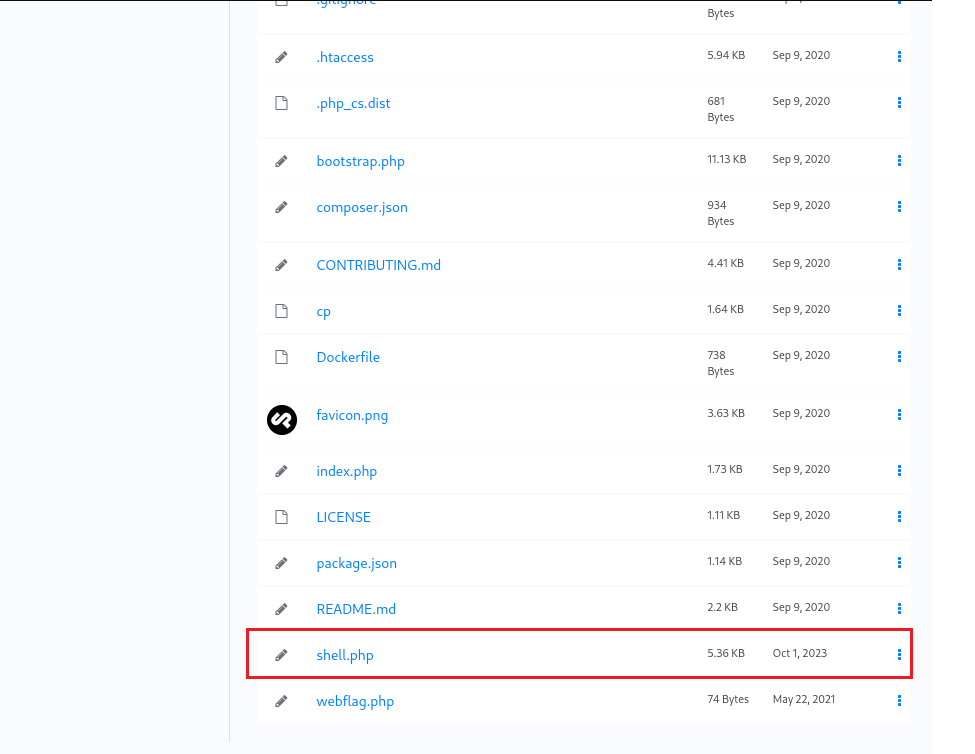 .gitignore
Bytes
.htaccess 5.94 KB Sep 9, 2020
.php_cs.dist 681 Bytes Sep 9, 2020
bootstrap.php 11.13 KB Sep 9, 2020
composer.json 934 Bytes Sep 9, 2020
CONTRIBUTING.md 4.41 KB Sep 9, 2020
cp 1.64 KB Sep 9, 2020
Dockerfile 738 Bytes Sep 9, 2020
favicon.png 3.63 KB Sep 9, 2020
index.php 1.73 KB Sep 9, 2020
LICENSE 1.11 KB Sep 9, 2020
package.json 1.14 KB Sep 9, 2020
README.md 2.2 KB Sep 9, 2020
shell.php 5.36 KB Oct 1, 2023
webflag.php 74 Bytes May 22, 2021